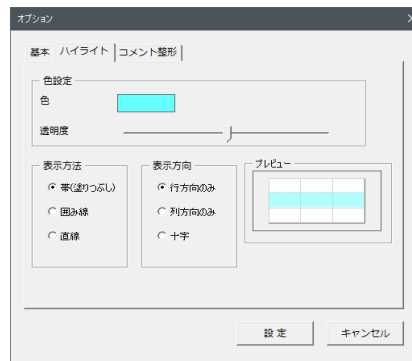 オプション
基本 ハイライト コメント整形
色設定
色
透明度
表示方法
帯(塗りつぶし)
囲み線
直線
表示方向
行方向のみ
列方向のみ
十字
プレビュー
設定 キャンセル